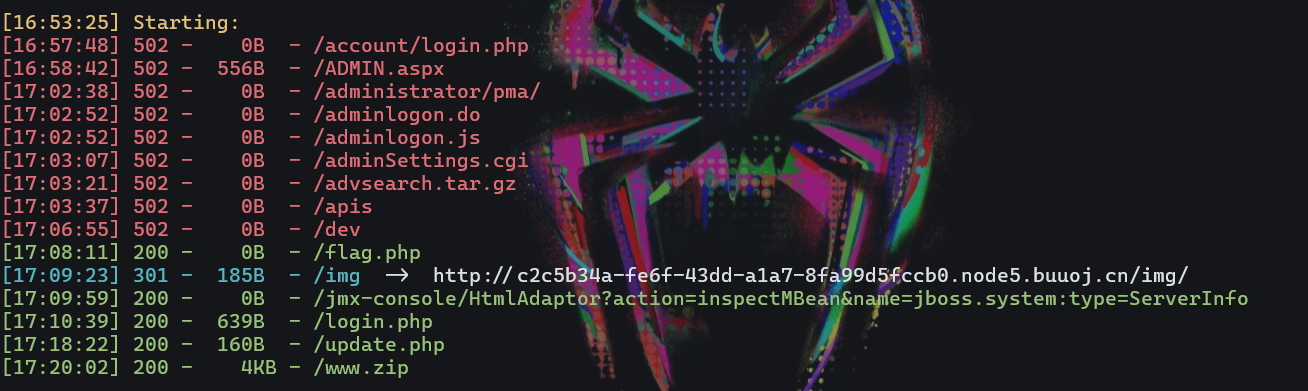 [16:53:25] Starting:
[16:57:48] 502 -    0B  - /account/login.php
[16:58:42] 502 -  556B  - /ADMIN.aspx
[17:02:38] 502 -    0B  - /administrator/pma/
[17:02:52] 502 -    0B  - /adminlogon.do
[17:02:52] 502 -    0B  - /adminlogon.js
[17:03:07] 502 -    0B  - /adminSettings.cgi
[17:03:21] 502 -    0B  - /advsearch.tar.gz
[17:03:37] 502 -    0B  - /apis
[17:06:55] 502 -    0B  - /dev
[17:08:11] 200 -    0B  - /flag.php
[17:09:23] 301 -  185B  - /img  ->  http://c2c5b34a-fe6f-43dd-a1a7-8fa99d5fccb0.node5.buuoj.cn/img/
[17:09:59] 200 -    0B  - /jmx-console/HtmlAdaptor?action=inspectMBean&name=jboss.system:type=ServerInfo
[17:10:39] 200 -  639B  - /login.php
[17:18:22] 200 -  160B  - /update.php
[17:20:02] 200 -    4KB - /www.zip